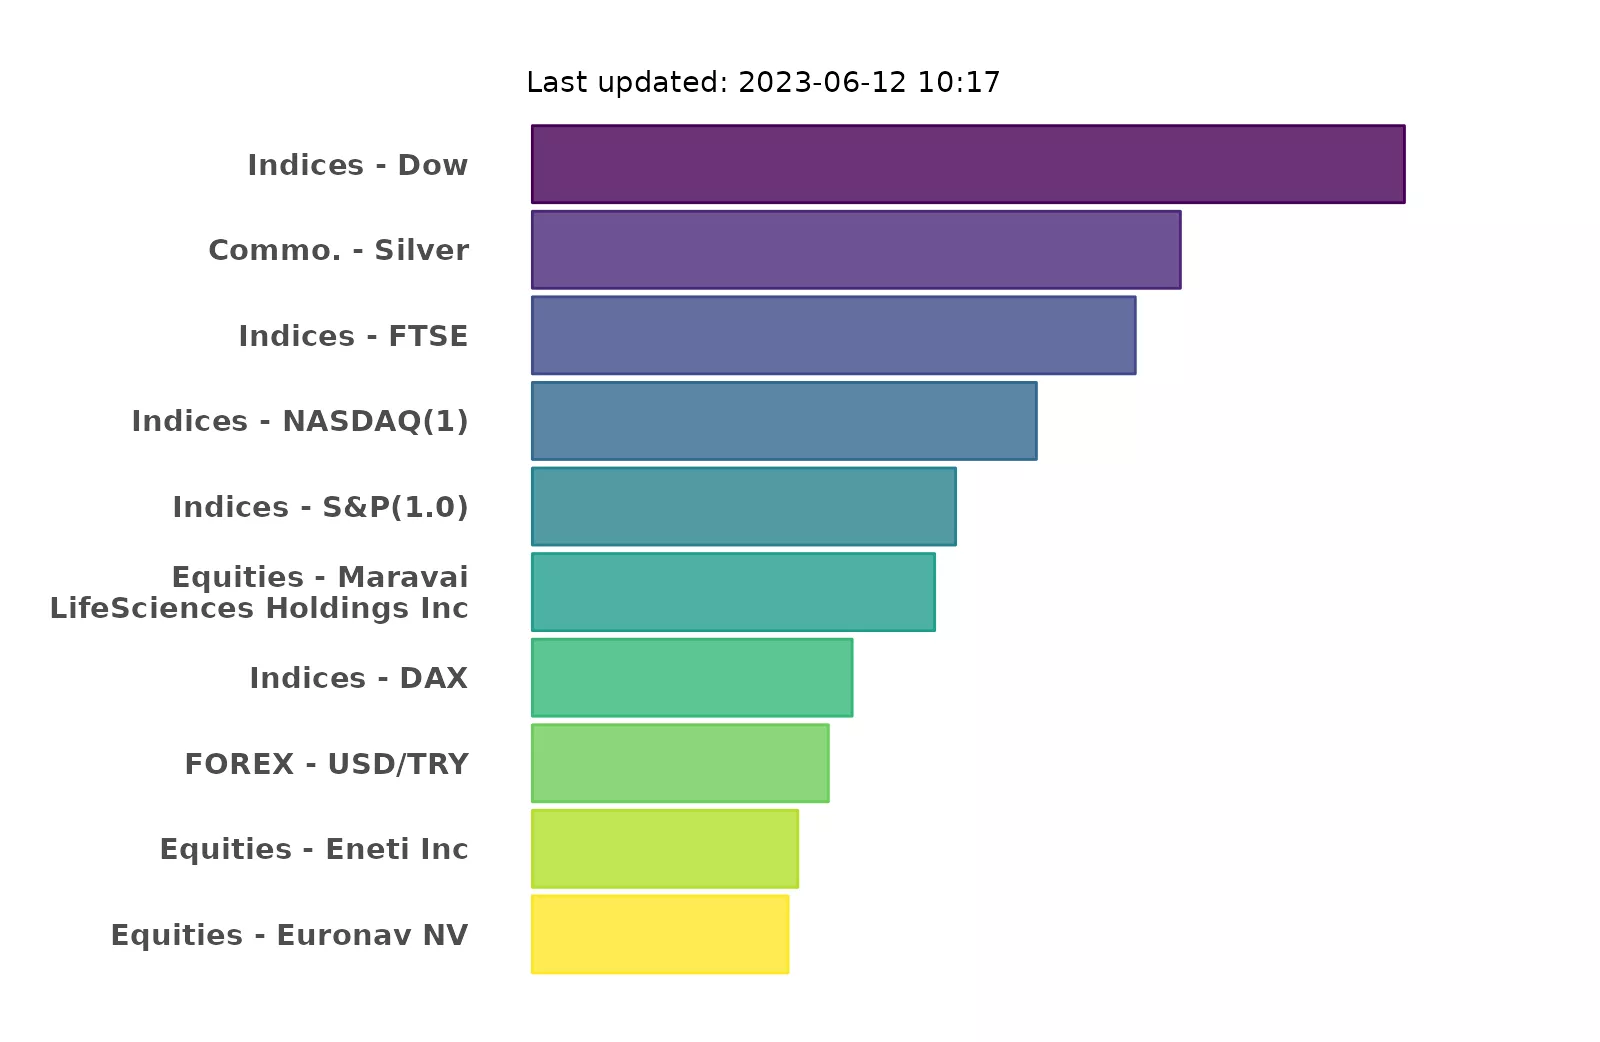 Last updated: 2023-06-12 10:17
Indices - Dow
Commo. - Silver
Indices - FTSE
Indices - NASDAQ(1)
Indices - S&P(1.0)
Equities - Maravai
LifeSciences Holdings Inc
Indices - DAX
FOREX - USD/TRY
Equities - Eneti Inc
Equities - Euronav NV